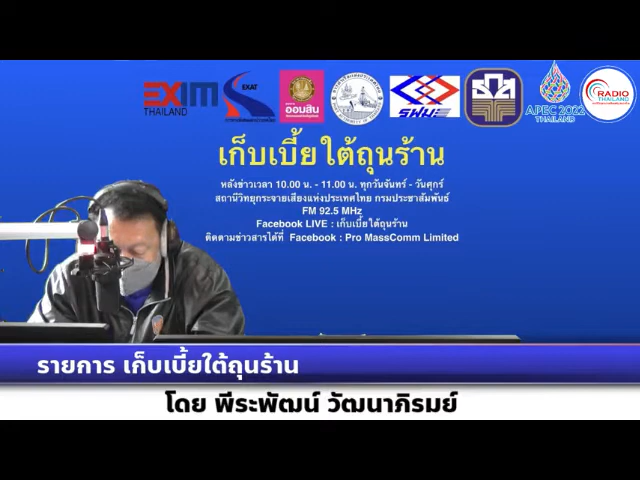 EXIM
THAILAND
EXAT
ออมสิน
รฟม
APEC 2022
THAILAND
RADIO
THAILAND
เก็บเบี้ยใต้ถุนร้าน
หลังข่าวเวลา 10.00 น. - 11.00 น. ทุกวันจันทร์ - วันศุกร์
สถานีวิทยุกระจายเสียงแห่งประเทศไทย กรมประชาสัมพันธ์
FM 92.5 MHz
Facebook LIVE : เก็บเบี้ยใต้ถุนร้าน
ติดตามข่าวสารได้ที่ Facebook : Pro MassComm Limited
รายการ เก็บเบี้ยใต้ถุนร้าน
โดย พีระพัฒน์ วัฒนาภิรมย์